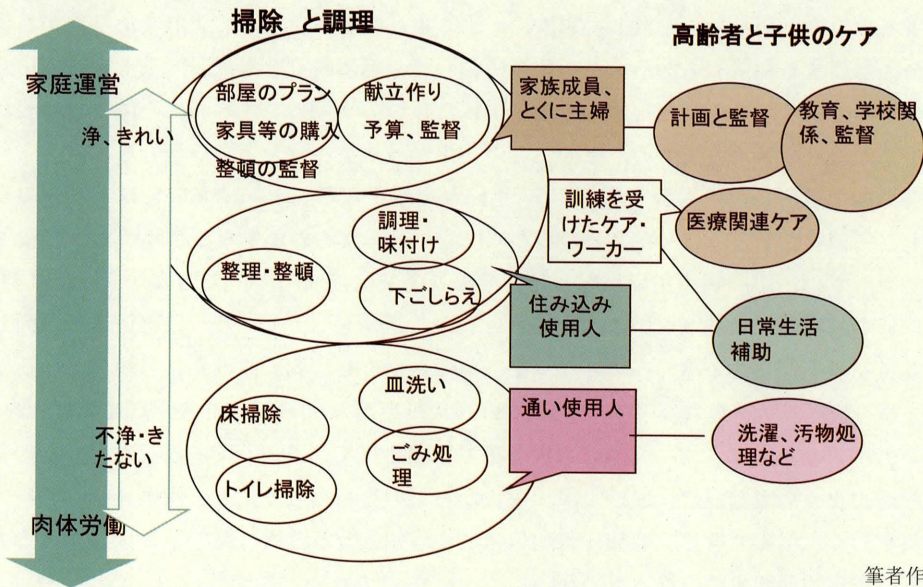 掃除 と調理
高齢者と子供のケア
家庭運営
浄、きれい
不浄・き
たない
肉体労働
部屋のプラン
家具等の購入
整頓の監督
献立作り
予算、監督
家族成員、
とくに主婦
計画と監督
教育、学校関
係、監督
訓練を受
けたケア・
ワーカー
医療関連ケア
整理・整頓
調理・
味付け
下ごしらえ
住み込み
使用人
日常生活
補助
床掃除
トイレ掃除
皿洗い
ごみ処
理
通い使用人
洗濯、汚物処
理など
筆者作